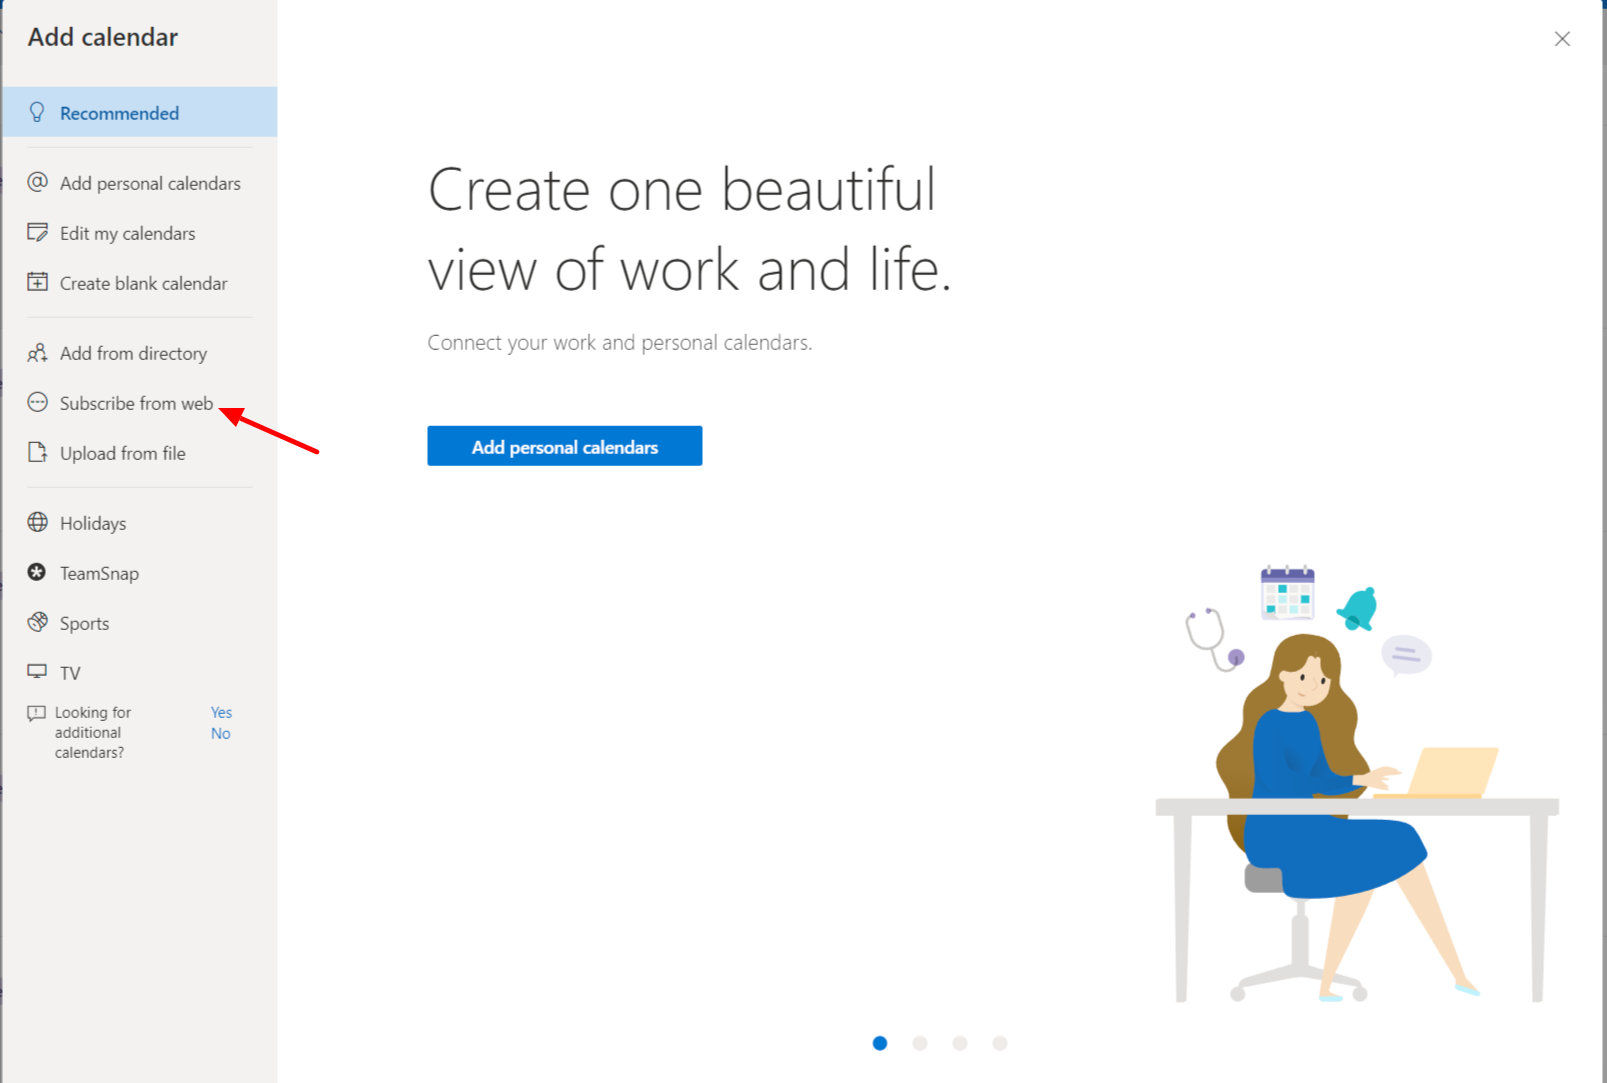 Add calendar
Recommended
Add personal calendars
Edit my calendars
Create blank calendar
Add from directory
Subscribe from web
Upload from file
Holidays
TeamSnap
Sports
TV
Looking for
additional
calendars?
Yes
No
Create one beautiful
view of work and life.
Connect your work and personal calendars.
Add personal calendars